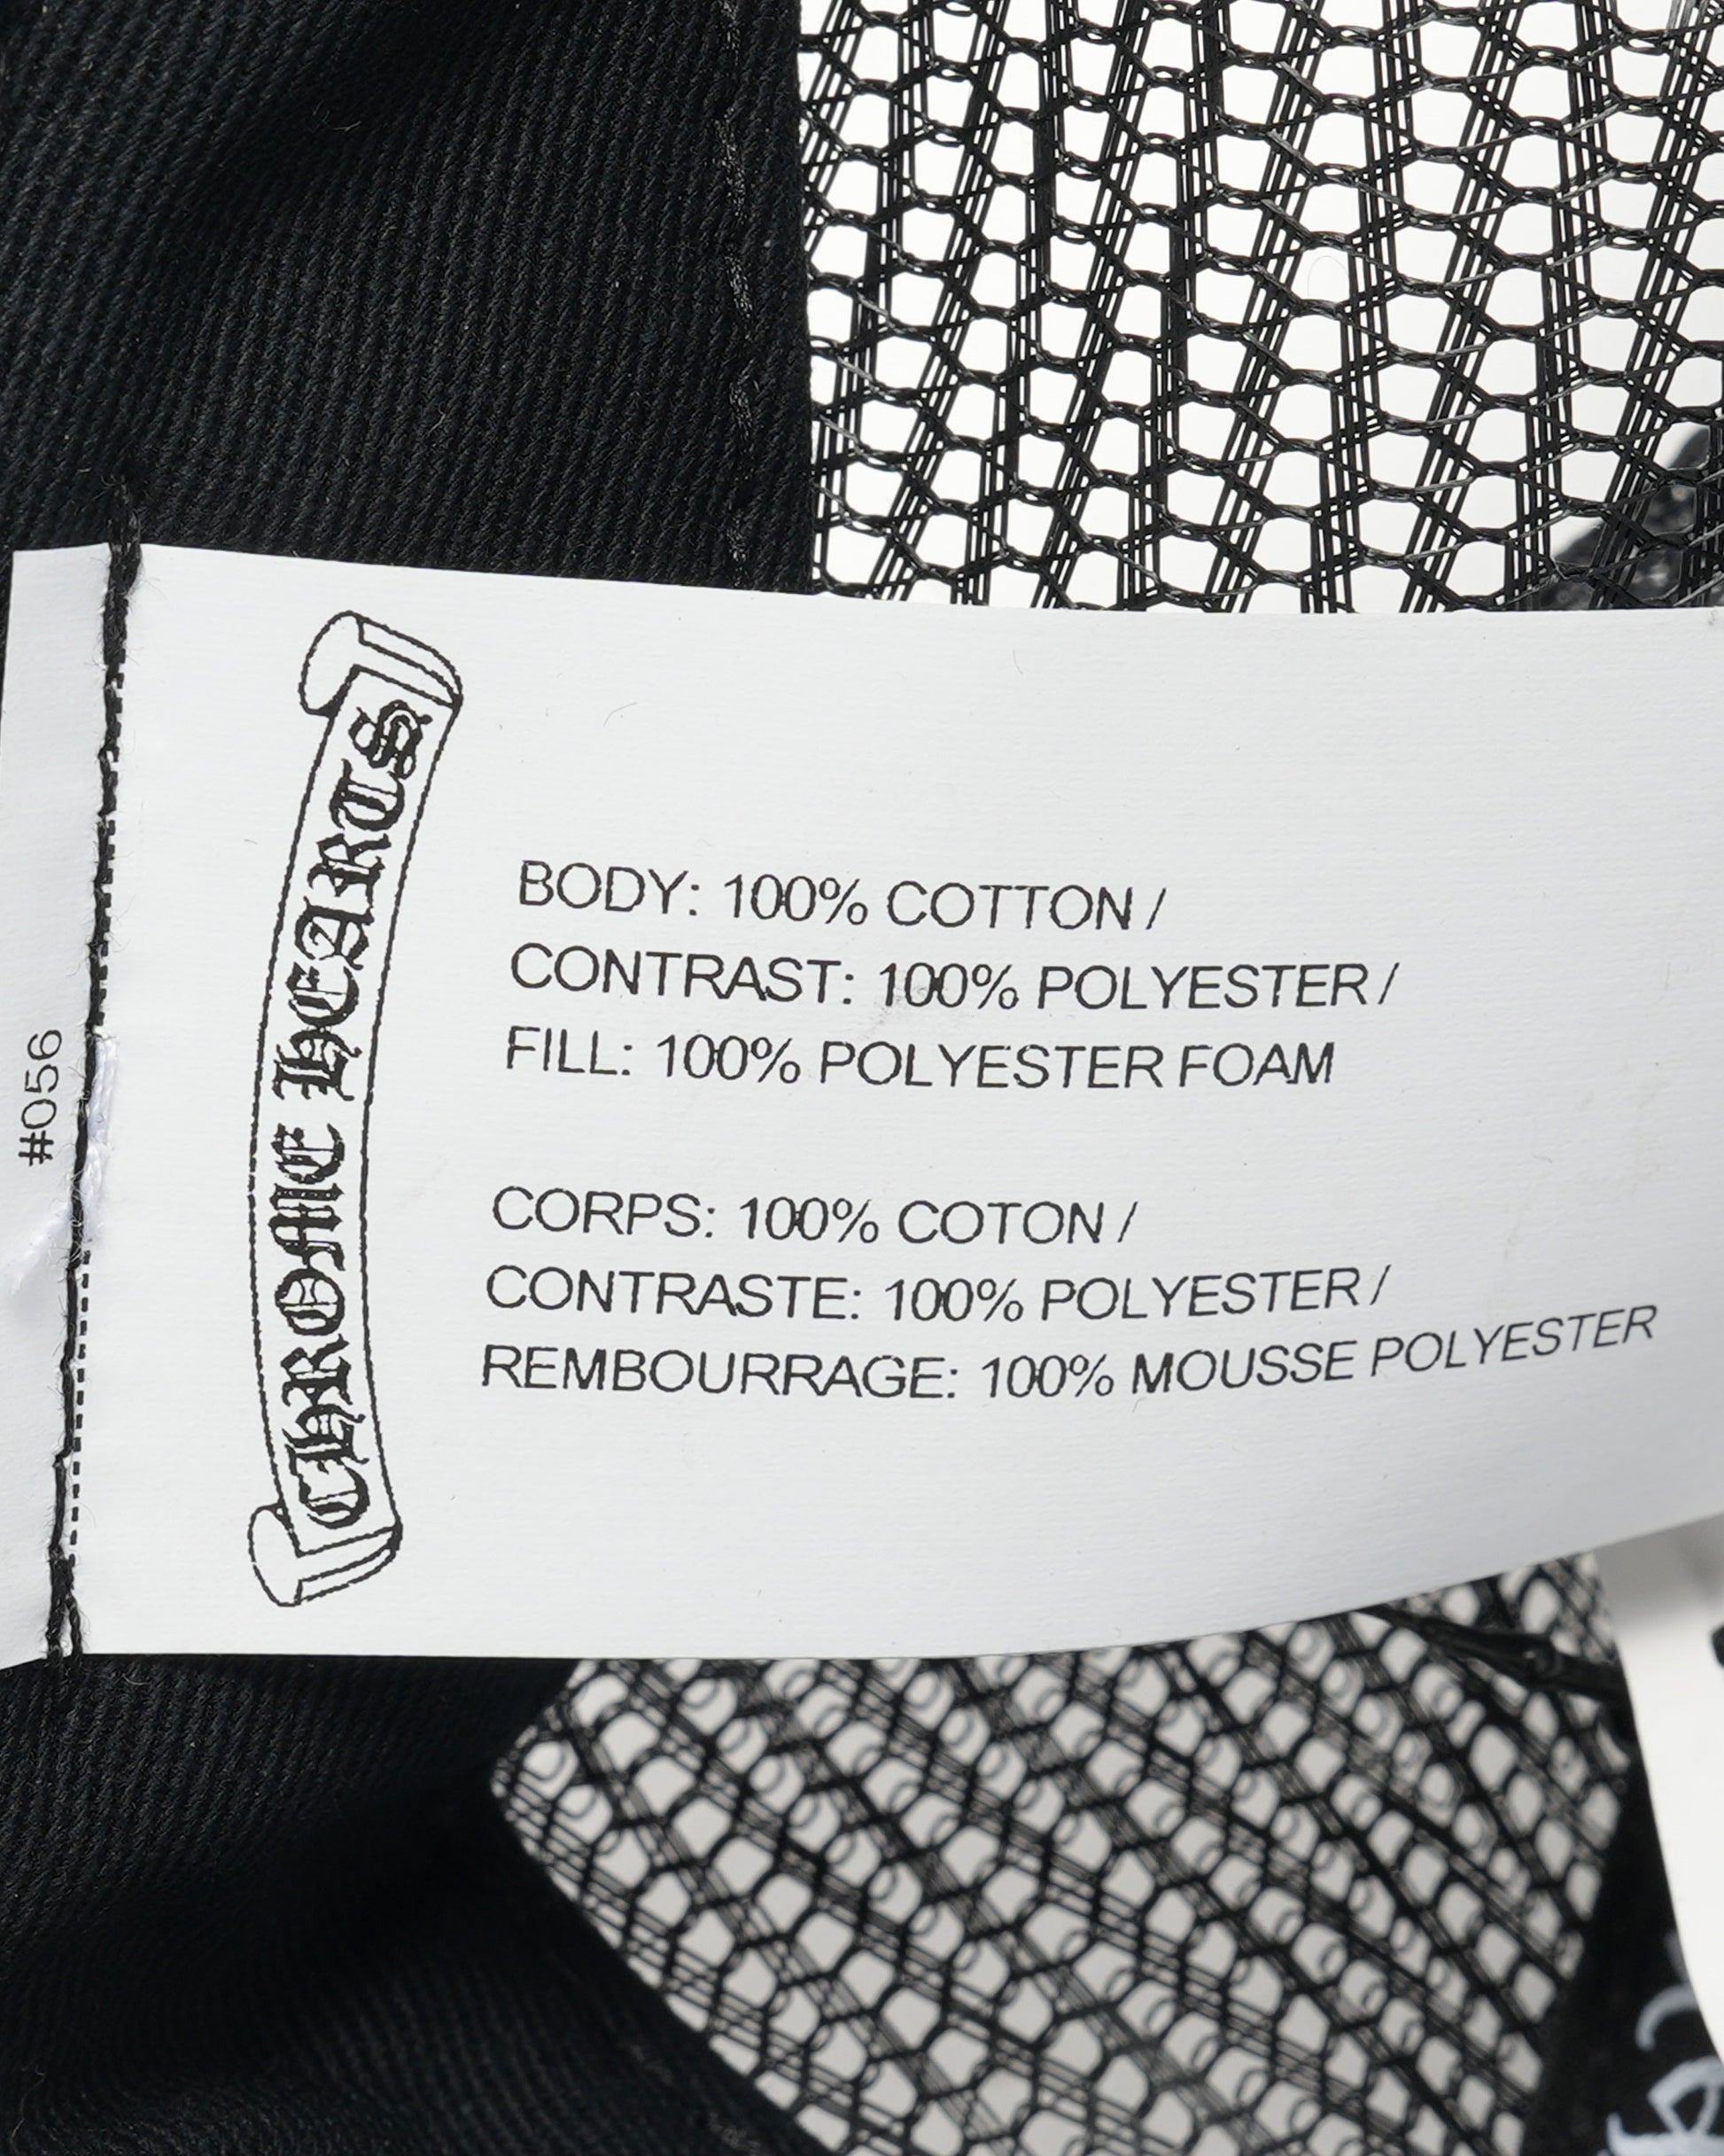 #056
CHROME HEARTS
BODY: 100% COTTON /
CONTRAST: 100% POLYESTER /
FILL: 100% POLYESTER FOAM
CORPS: 100% COTON /
CONTRASTE: 100% POLYESTER /
REMBOURRAGE: 100% MOUSSE POLYESTER